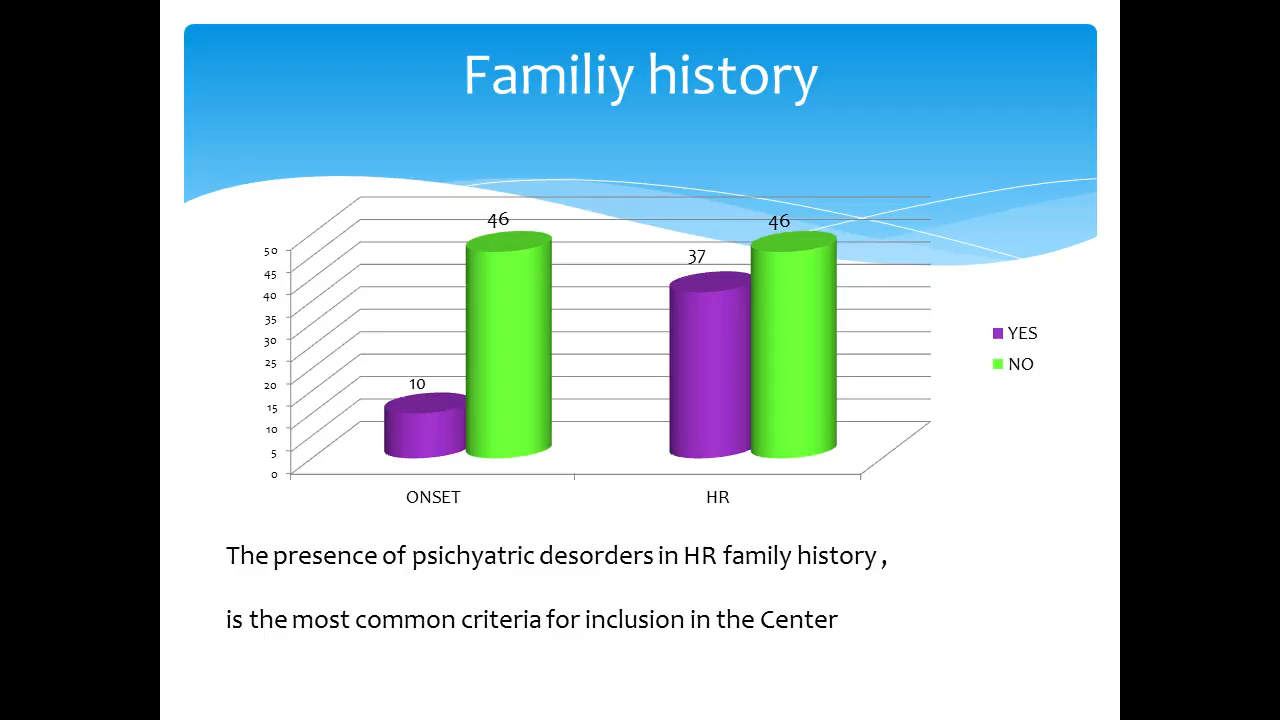 Familiy history
46
46
37
10
50
45
40
35
30
25
20
15
10
5
0
YES
NO
ONSET
HR
The presence of psichyatric desorders in HR family history ,
is the most common criteria for inclusion in the Center